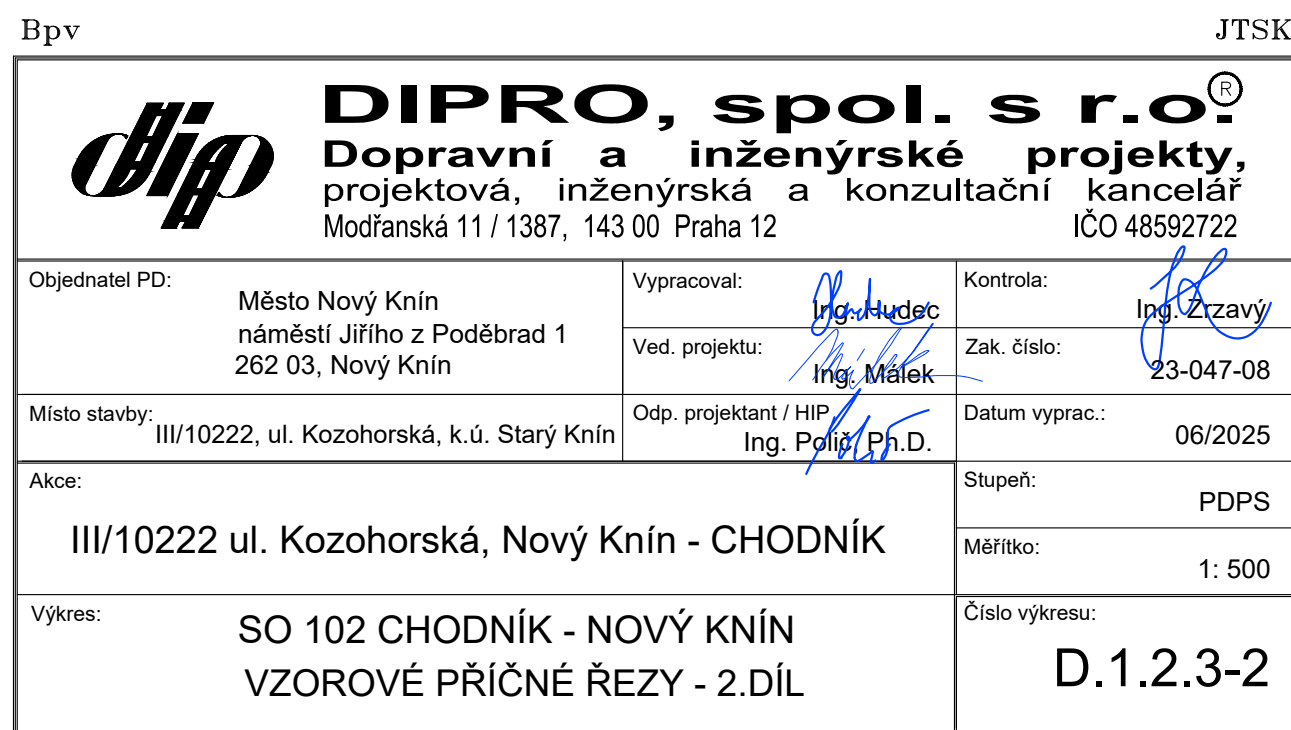 Bpv JTSK
dip
DIPRO, spol. s r.o. ®
Dopravní a inženýrské projekty,
projektová, inženýrská a konzultační kancelář
Modřanská 11 / 1387, 143 00 Praha 12 IČO 48592722
Objednatel PD:
Město Nový Knín
náměstí Jiřího z Poděbrad 1
262 03, Nový Knín
Vypracoval:
Ing. Hudec
Kontrola:
Ing. Zrzavý
Ved. projektu:
Ing. Málek
Zak. číslo:
23-047-08
Místo stavby:
III/10222, ul. Kozohorská, k.ú. Starý Knín
Odp. projektant / HIP
Ing. Polič, Ph.D.
Datum vyprac.:
06/2025
Akce:
III/10222 ul. Kozohorská, Nový Knín - CHODNÍK
Stupeň:
PDPS
Měřítko:
1: 500
Výkres:
SO 102 CHODNÍK - NOVÝ KNÍN
VZOROVÉ PŘÍČNÉ ŘEZY - 2.DÍL
Číslo výkresu:
D.1.2.3-2